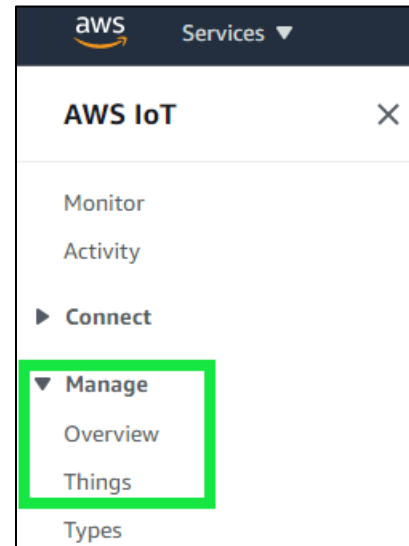 aws Services ▼
AWS IoT ×
Monitor
Activity
▶ Connect
▼ Manage
Overview
Things
Types